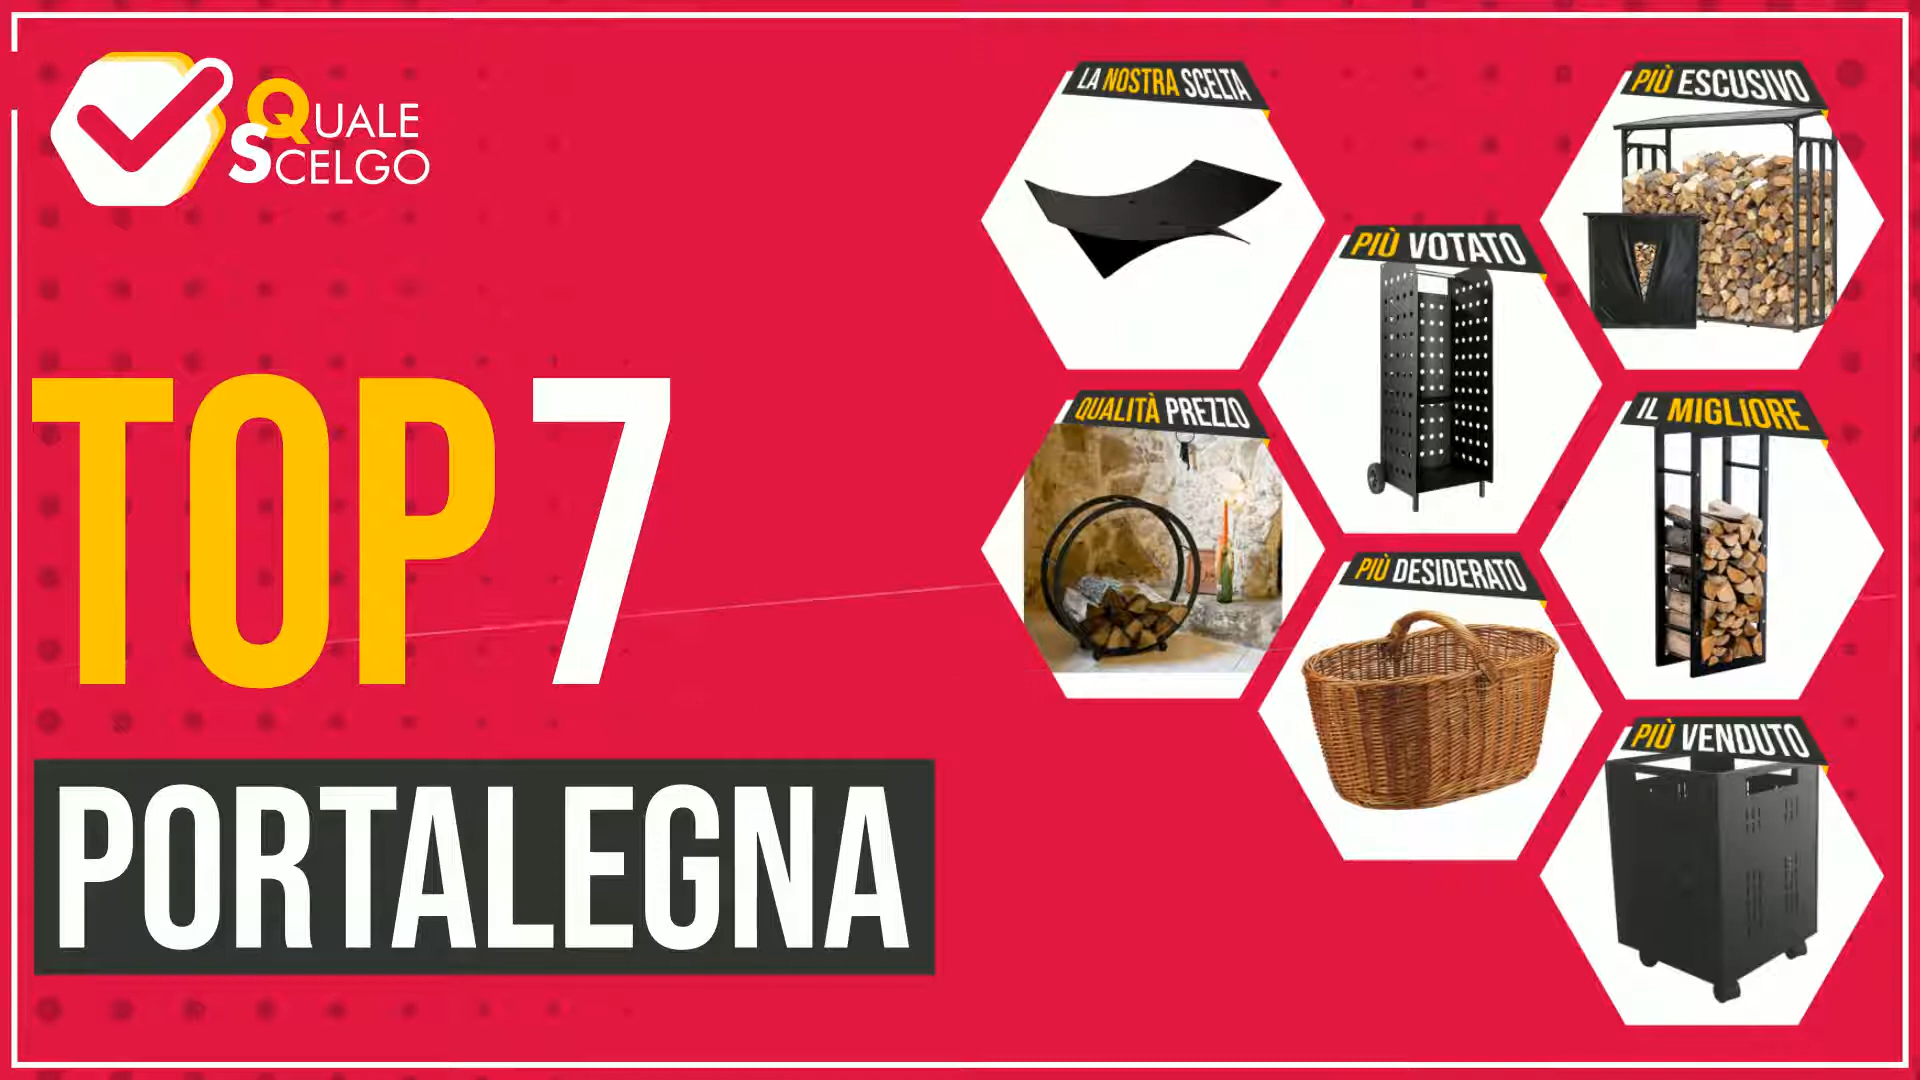 QUALE
SCELGO
TOP 7
PORTALEGNA
LA NOSTRA SCELTA
PIÙ ESCUSIVO
PIÙ VOTATO
QUALITÀ PREZZO
IL MIGLIORE
PIÙ DESIDERATO
PIÙ VENDUTO